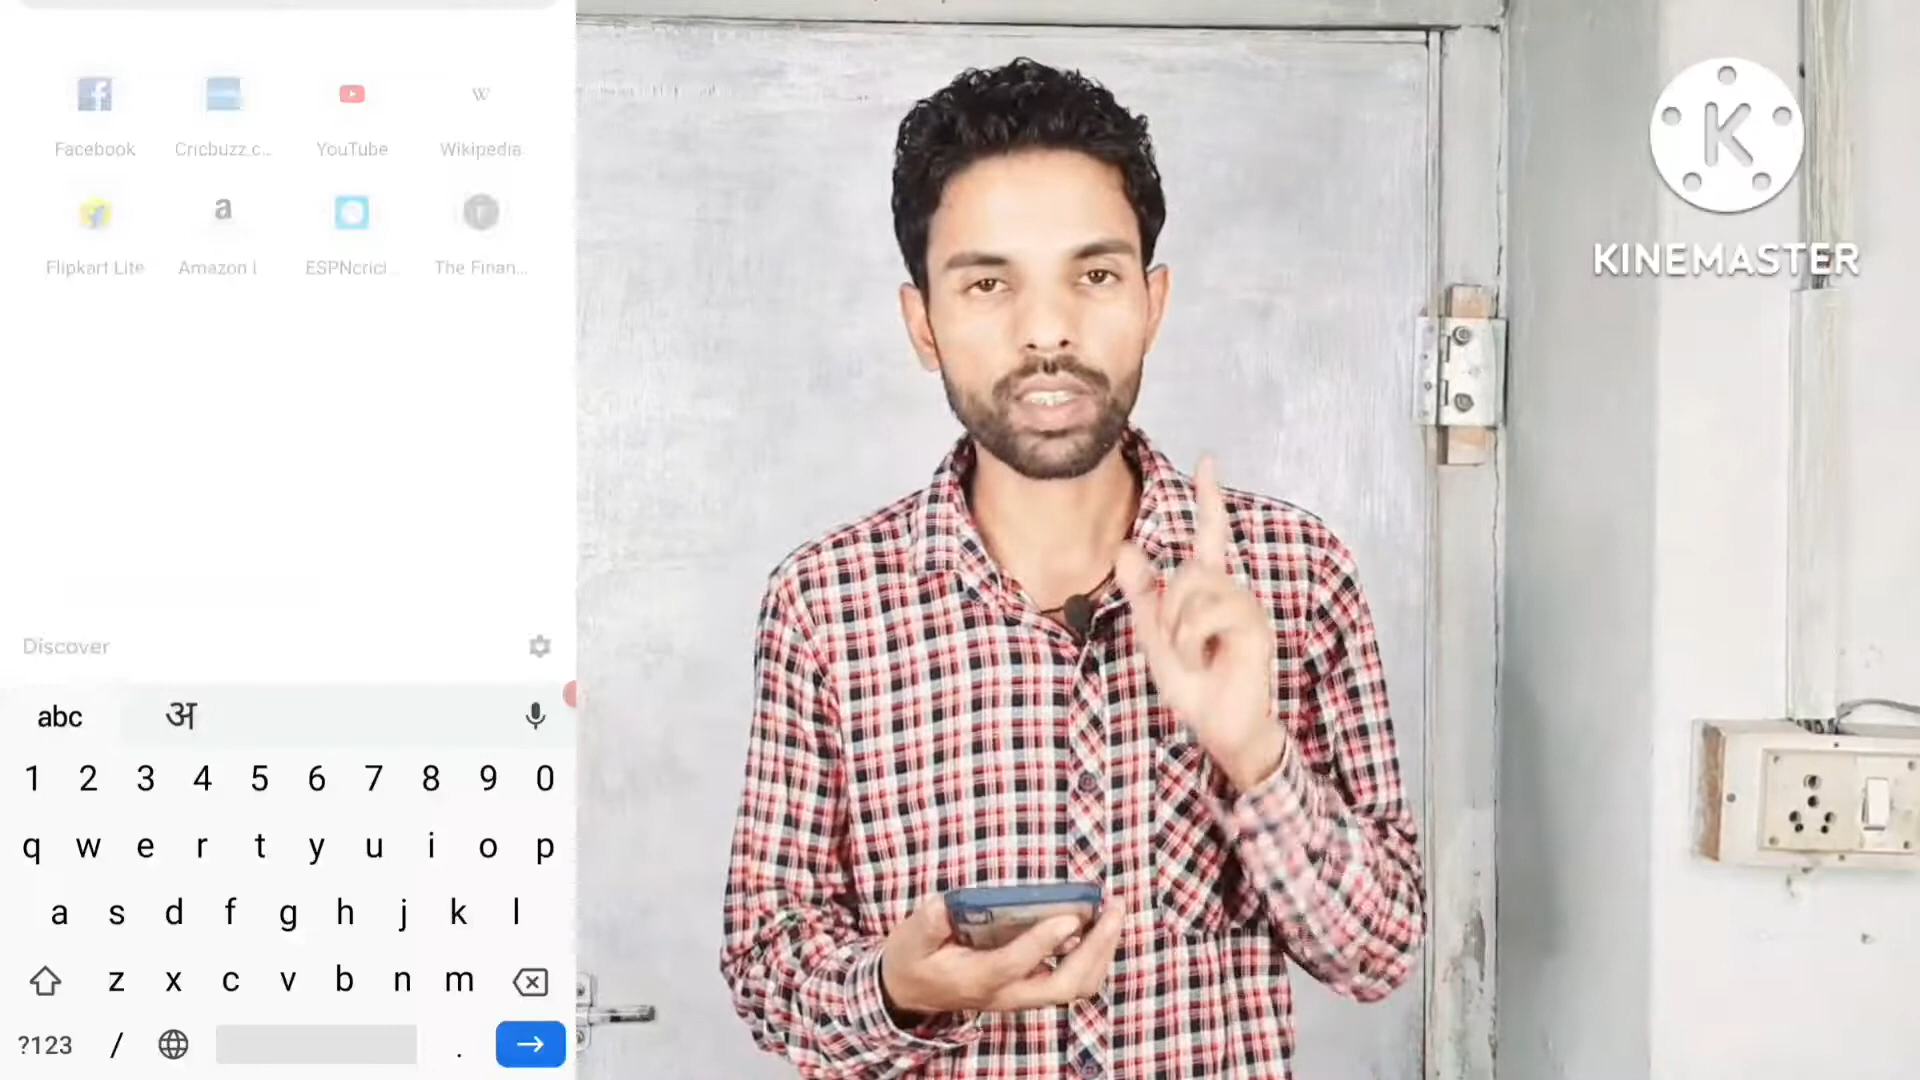 Facebook
Cricbuzz.c...
YouTube
W
Wikipedia
Flipkart Lite
a
Amazon I
ESPNcrici...
T
The Finan...
Discover
abc
अ
1 2 3 4 5 6 7 8 9 0
q w e r t y u i o p
a s d f g h j k l
z x c v b n m
?123 / .
K
KINEMASTER